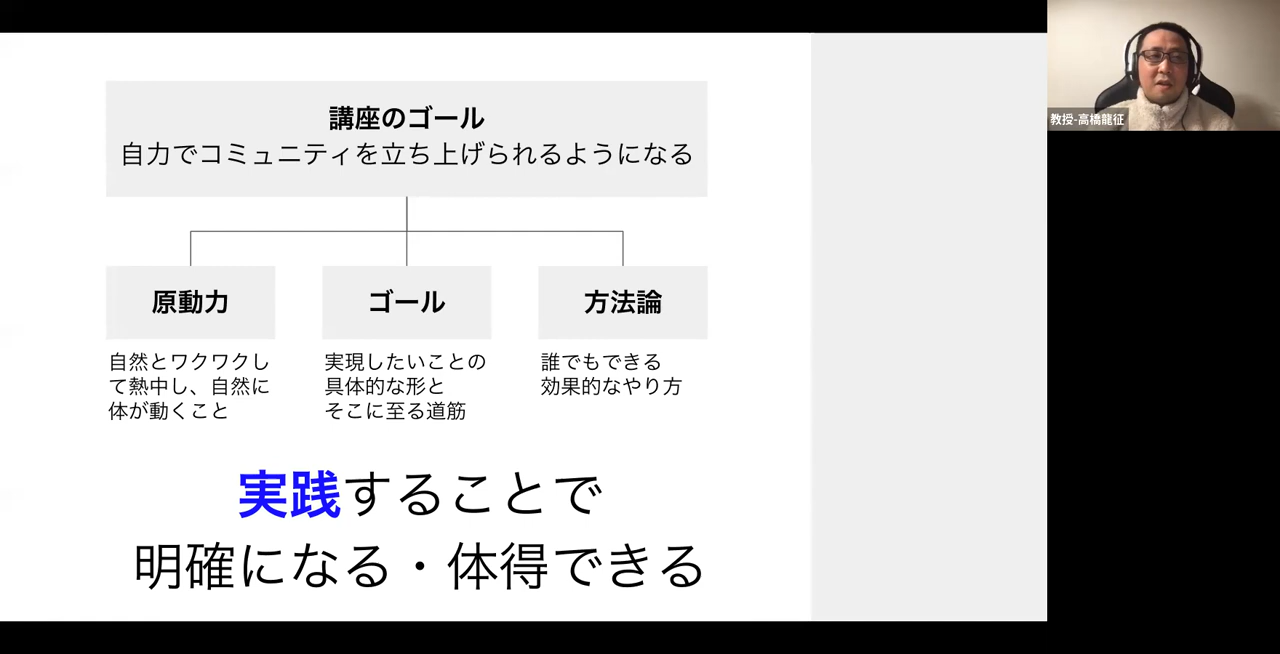 講座のゴール
自力でコミュニティを立ち上げられるようになる
原動力
自然とワクワクし
て熱中し、自然に
体が動くこと
ゴール
実現したいことの
具体的な形と
そこに至る道筋
方法論
誰でもできる
効果的なやり方
実践することで
明確になる・体得できる
教授-高橋龍征